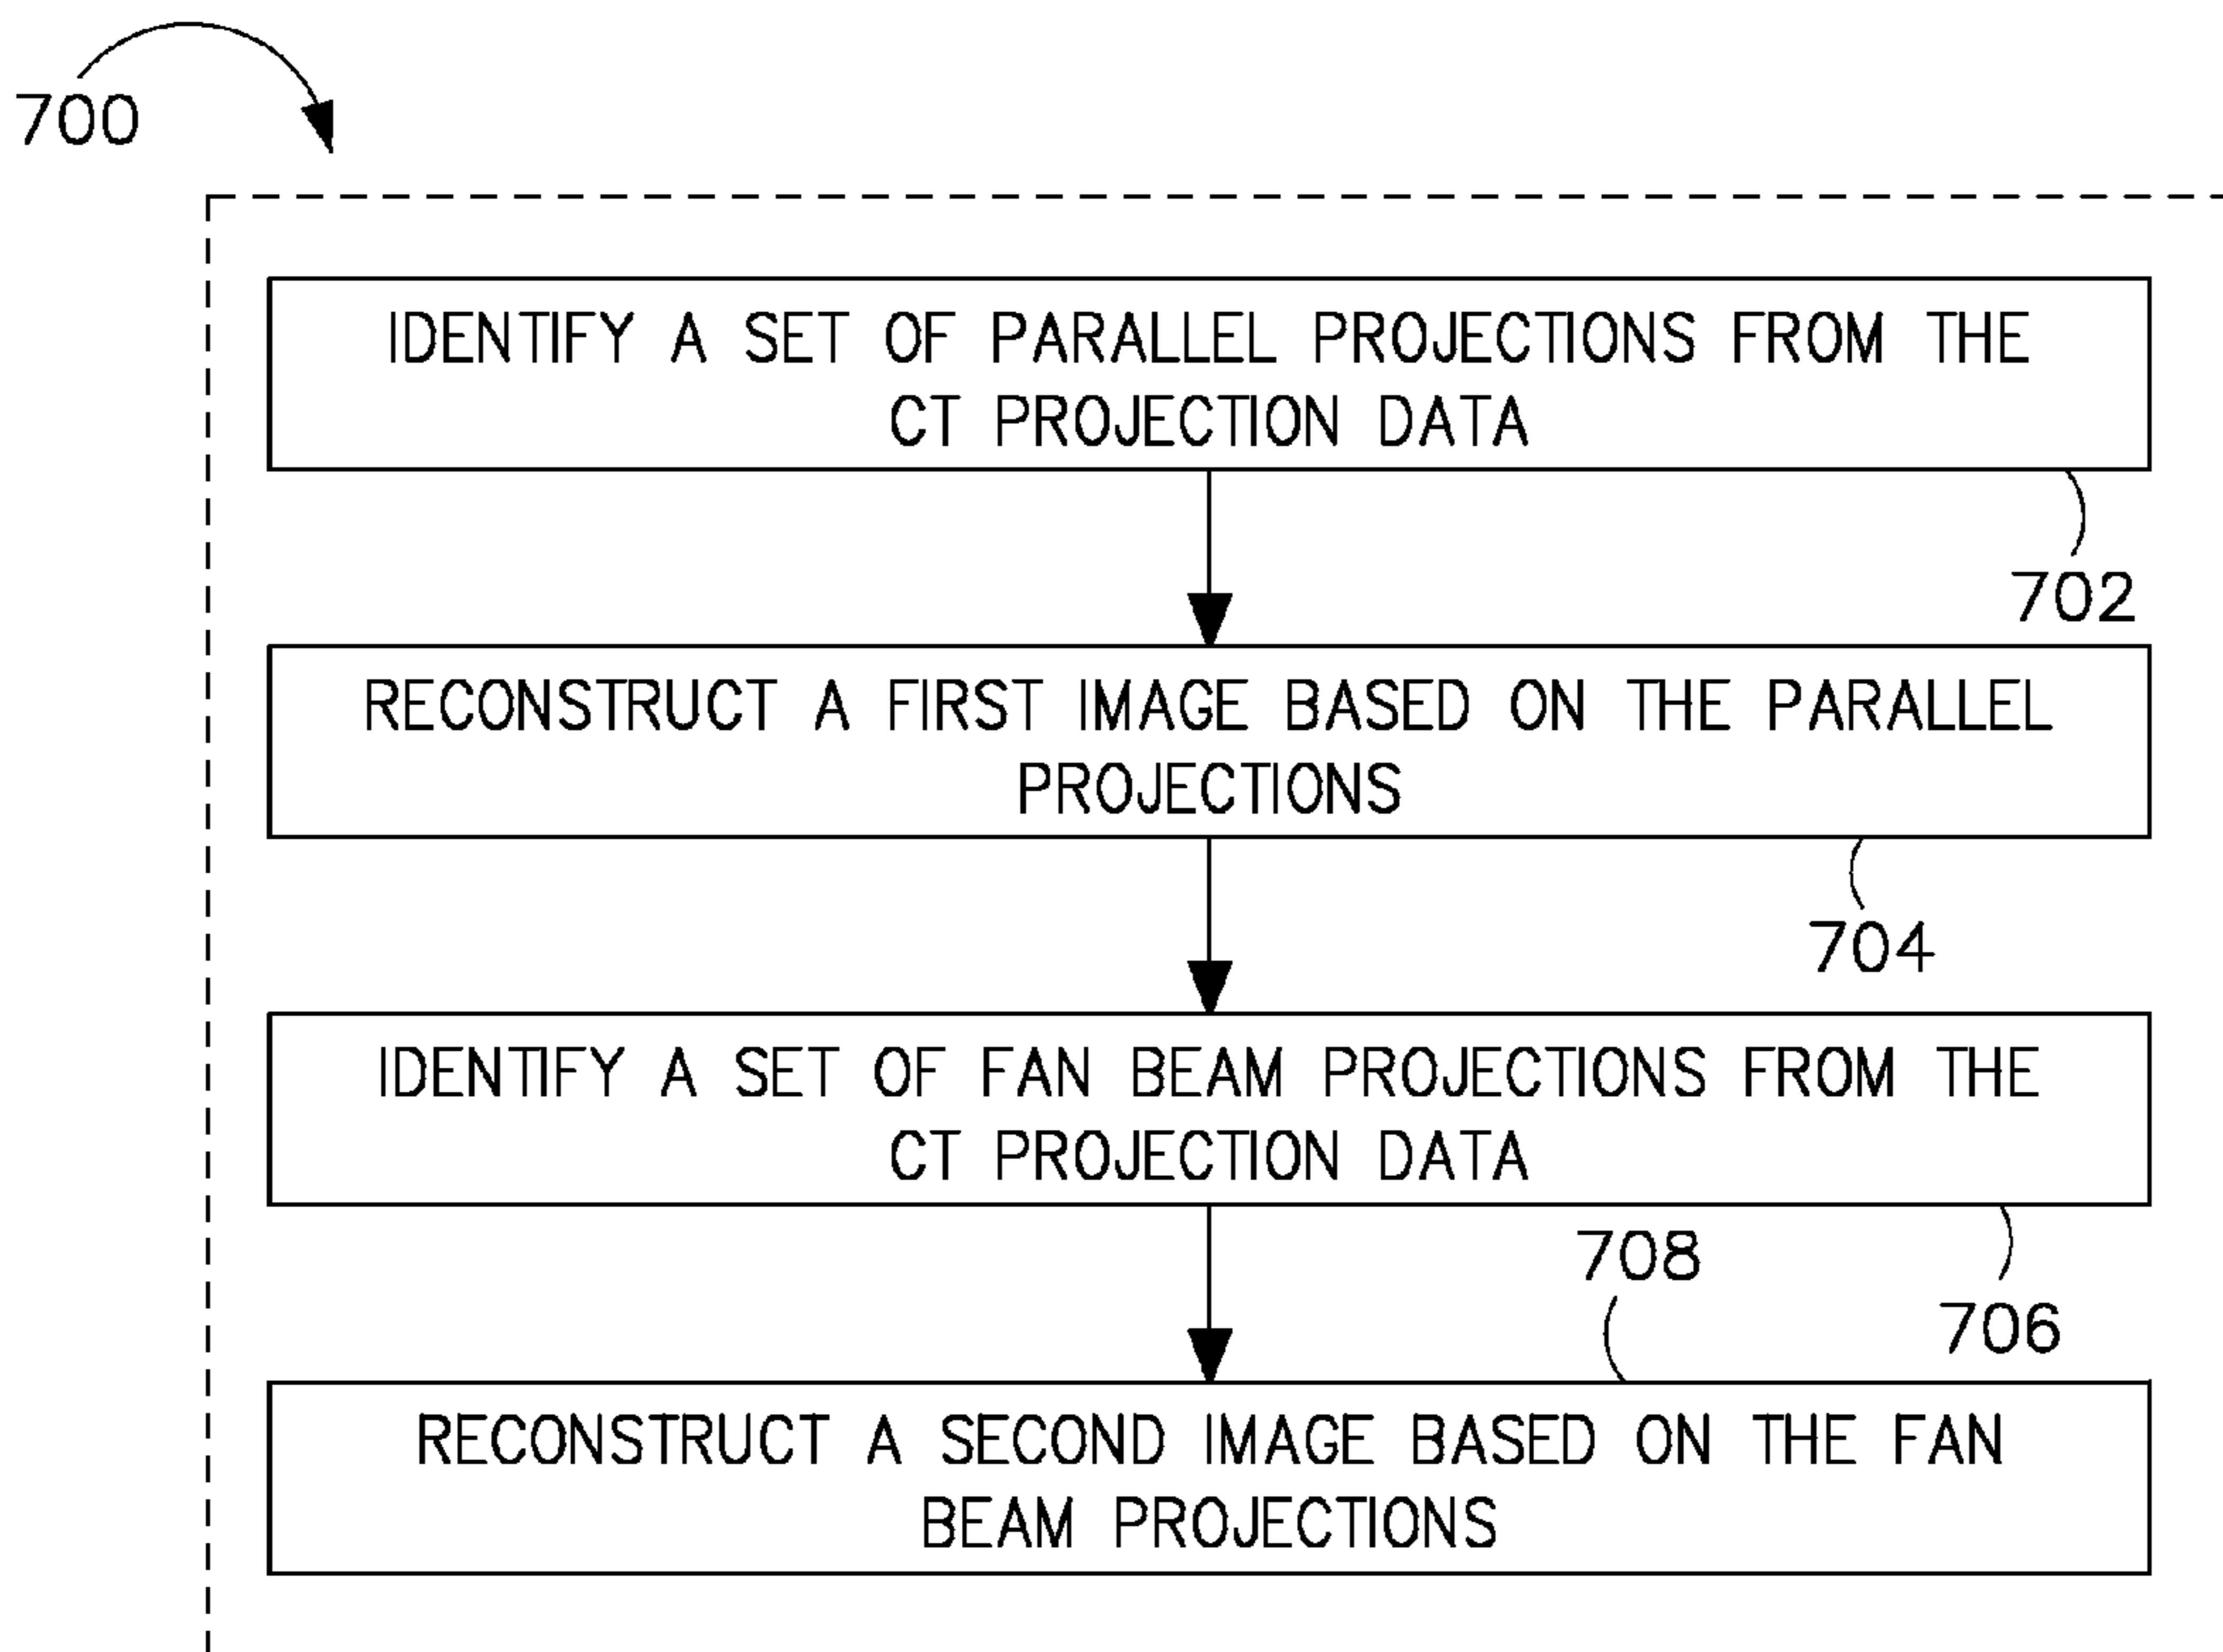 700
IDENTIFY A SET OF PARALLEL PROJECTIONS FROM THE
CT PROJECTION DATA
702
RECONSTRUCT A FIRST IMAGE BASED ON THE PARALLEL
PROJECTIONS
704
IDENTIFY A SET OF FAN BEAM PROJECTIONS FROM THE
CT PROJECTION DATA
708
706
RECONSTRUCT A SECOND IMAGE BASED ON THE FAN
BEAM PROJECTIONS